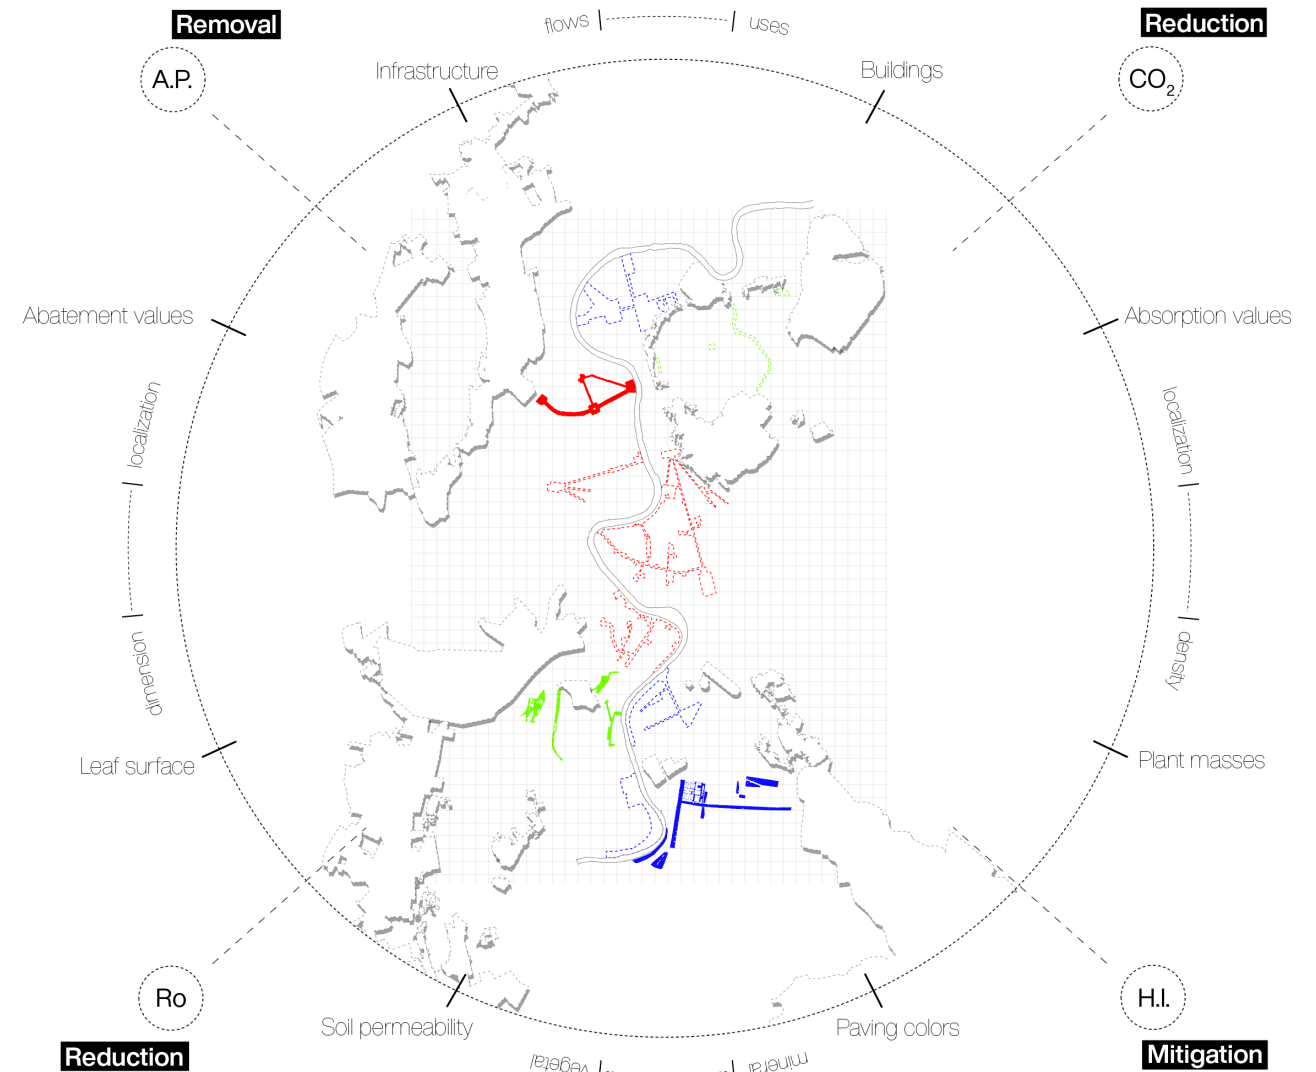 Removal
flows
uses
Reduction
A.P.
Infrastructure
Buildings
CO₂
Abatement values
Absorption values
localization
localization
dimension
density
Leaf surface
Plant masses
Ro
Soil permeability
Paving colors
H.I.
Reduction
vegetal
mineral
Mitigation